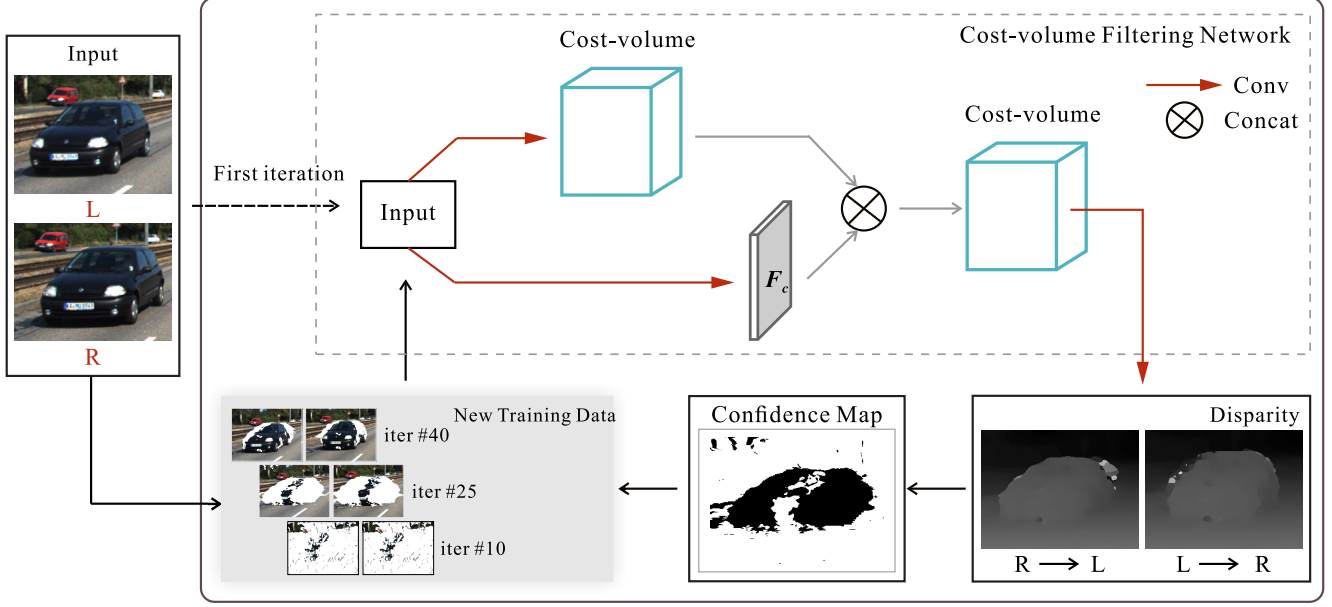 Input
L
R
First iteration
Cost-volume Filtering Network
Cost-volume
Conv
Concat
Cost-volume
Input
F c
New Training Data
iter #40
iter #25
iter #10
Confidence Map
Disparity
R → L
L → R